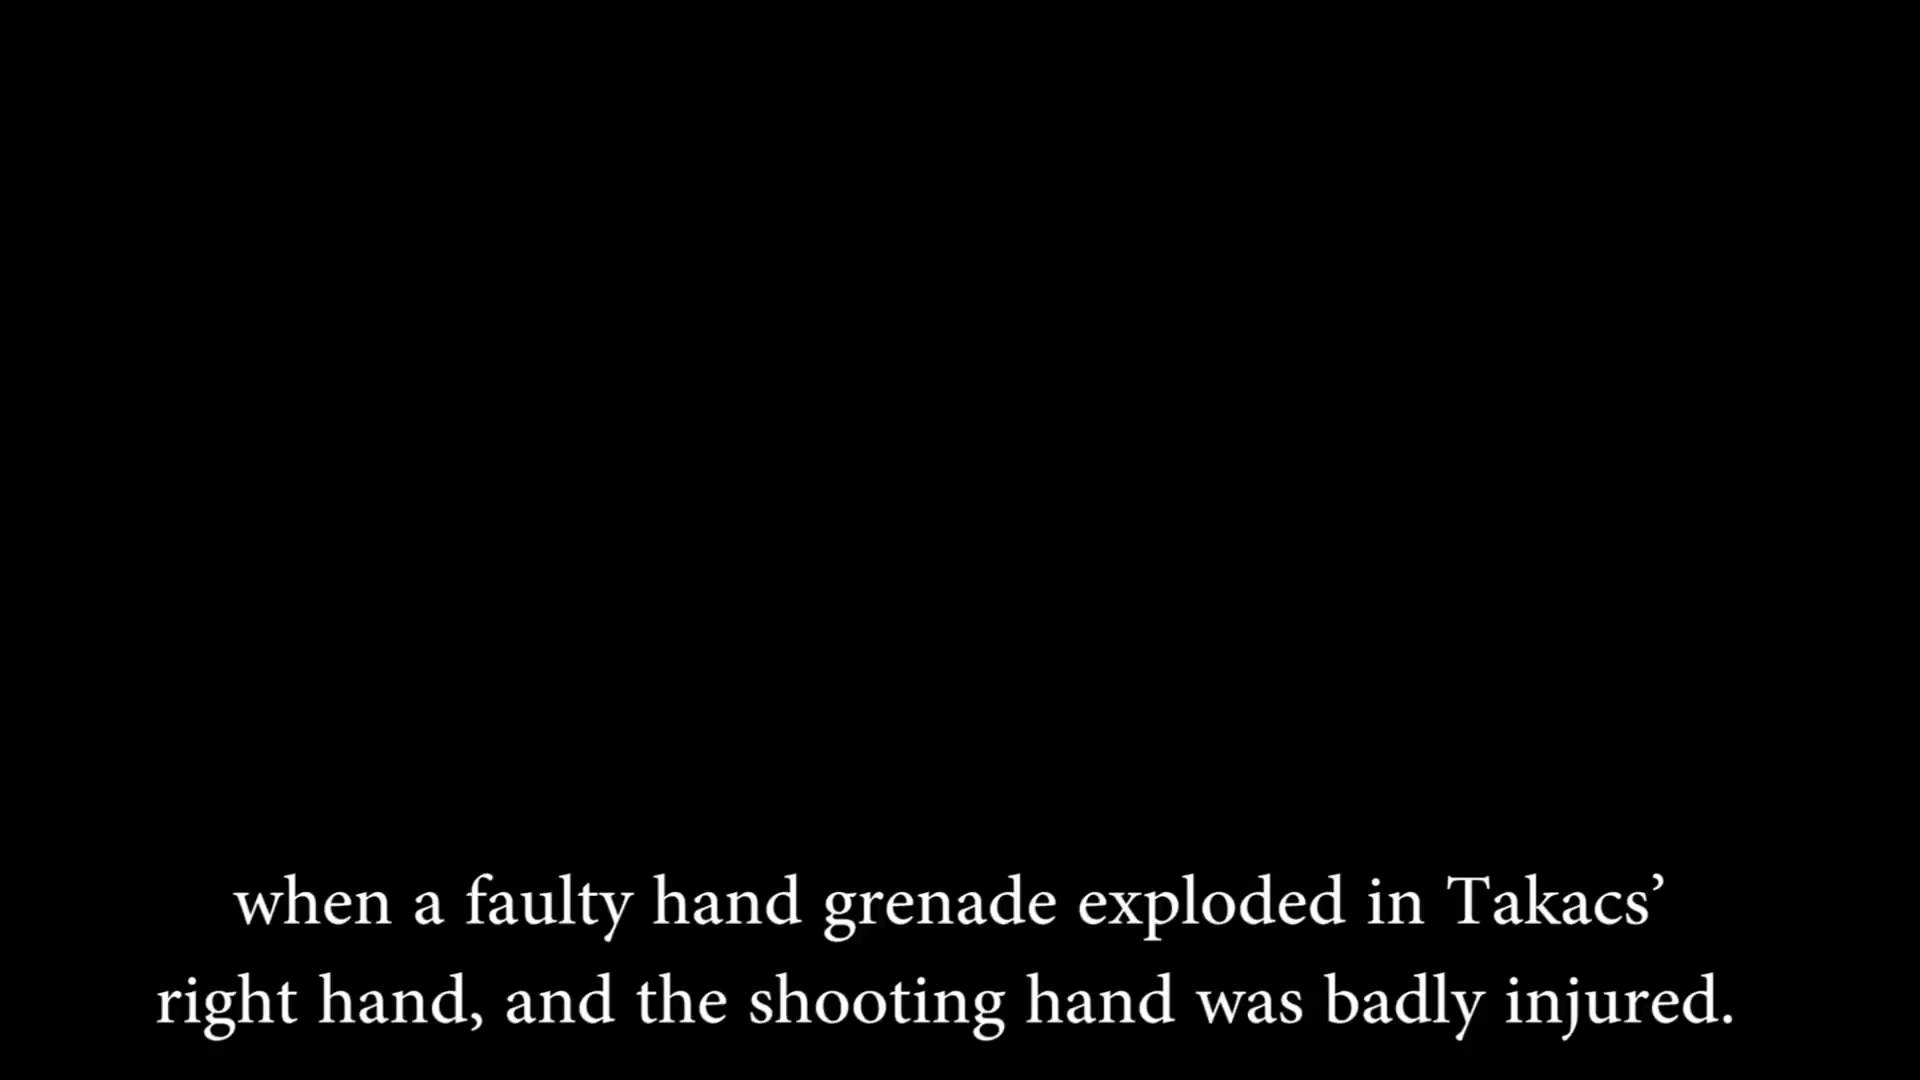 when a faulty hand grenade exploded in Takacs’
right hand, and the shooting hand was badly injured.